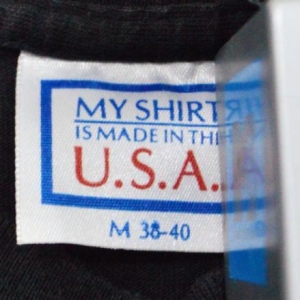 MY SHIRT
IS MADE IN THE
U.S.A.
M 38-40